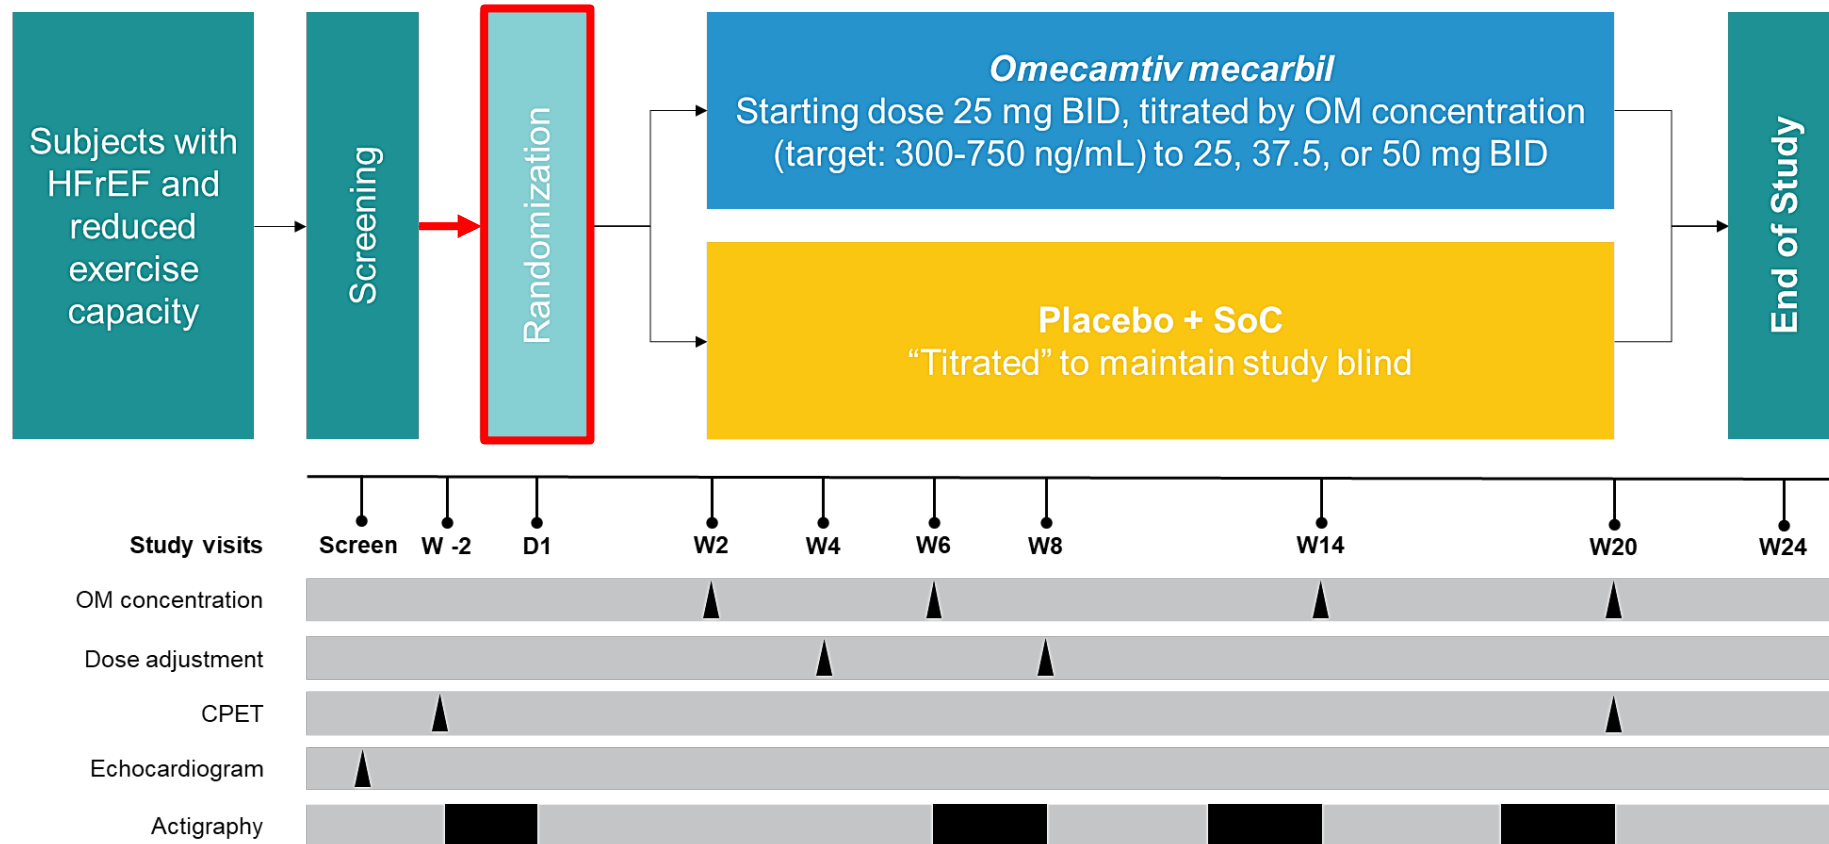 Subjects with
HFrEF and
reduced
exercise
capacity
Screening
Randomization
Omecamtiv mecarbil
Starting dose 25 mg BID, titrated by OM concentration
(target: 300-750 ng/mL) to 25, 37.5, or 50 mg BID
Placebo + SoC
“Titrated” to maintain study blind
End of Study
Study visits Screen W -2 D1 W2 W4 W6 W8 W14 W20 W24
OM concentration
Dose adjustment
CPET
Echocardiogram
Actigraphy